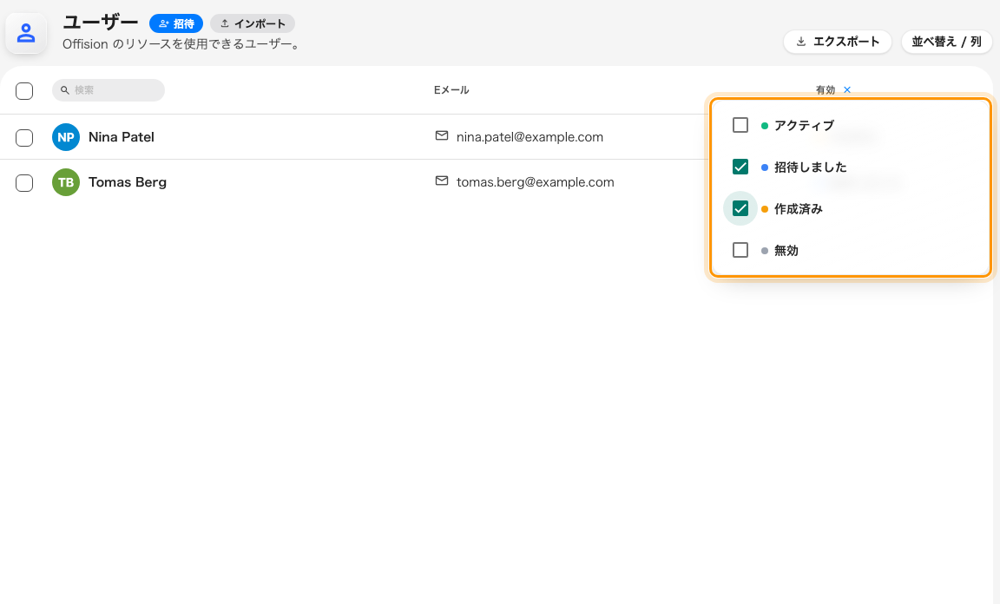 ユーザー
招待
インポート
Offision のリソースを使用できるユーザー。
エクスポート
並べ替え / 列
検索
Eメール
有効
NP
Nina Patel
nina.patel@example.com
TB
Tomas Berg
tomas.berg@example.com
アクティブ
招待しました
作成済み
無効